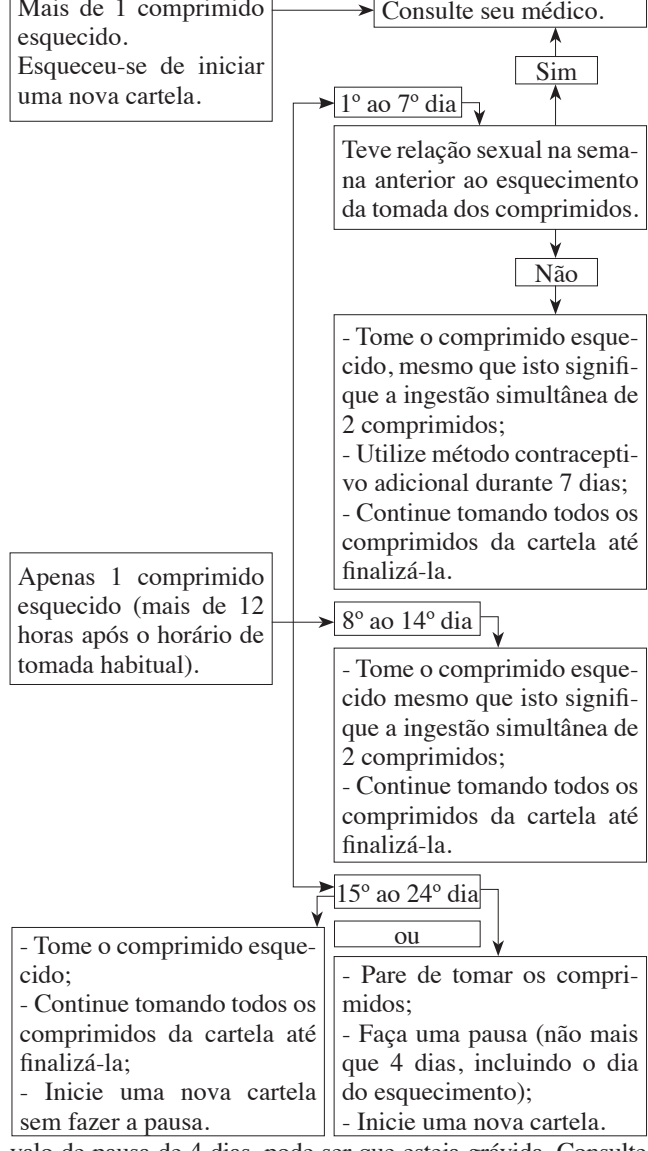 Mais de 1 comprimido
esquecido.
Esqueceu-se de iniciar
uma nova cartela.
Consulte seu médico.
Sim
1º ao 7º dia
Teve relação sexual na sema-
na anterior ao esquecimento
da tomada dos comprimidos.
Não
- Tome o comprimido esque-
cido, mesmo que isto signifi-
que a ingestão simultânea de
2 comprimidos;
- Utilize método contracepti-
vo adicional durante 7 dias;
- Continue tomando todos os
comprimidos da cartela até
finalizá-la.
Apenas 1 comprimido
esquecido (mais de 12
horas após o horário de
tomada habitual).
8º ao 14º dia
- Tome o comprimido esque-
cido mesmo que isto signifi-
que a ingestão simultânea de
2 comprimidos;
- Continue tomando todos os
comprimidos da cartela até
finalizá-la.
15º ao 24º dia
ou
- Tome o comprimido esque-
cido;
- Continue tomando todos os
comprimidos da cartela até
finalizá-la;
- Inicie uma nova cartela
sem fazer a pausa.
- Pare de tomar os compri-
midos;
- Faça uma pausa (não mais
que 4 dias, incluindo o dia
do esquecimento);
- Inicie uma nova cartela.
valo de pausa de 4 dias, pode ser que esteja grávida. Consulte